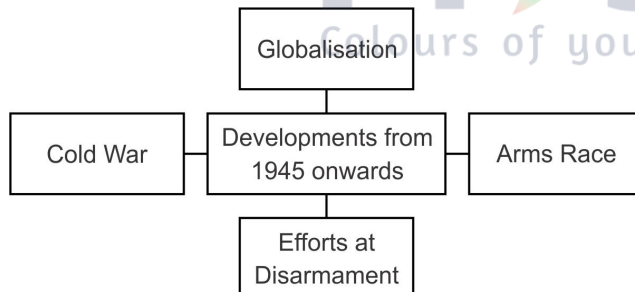 Colours of you
Globalisation
Cold War
Developments from
1945 onwards
Arms Race
Efforts at
Disarmament